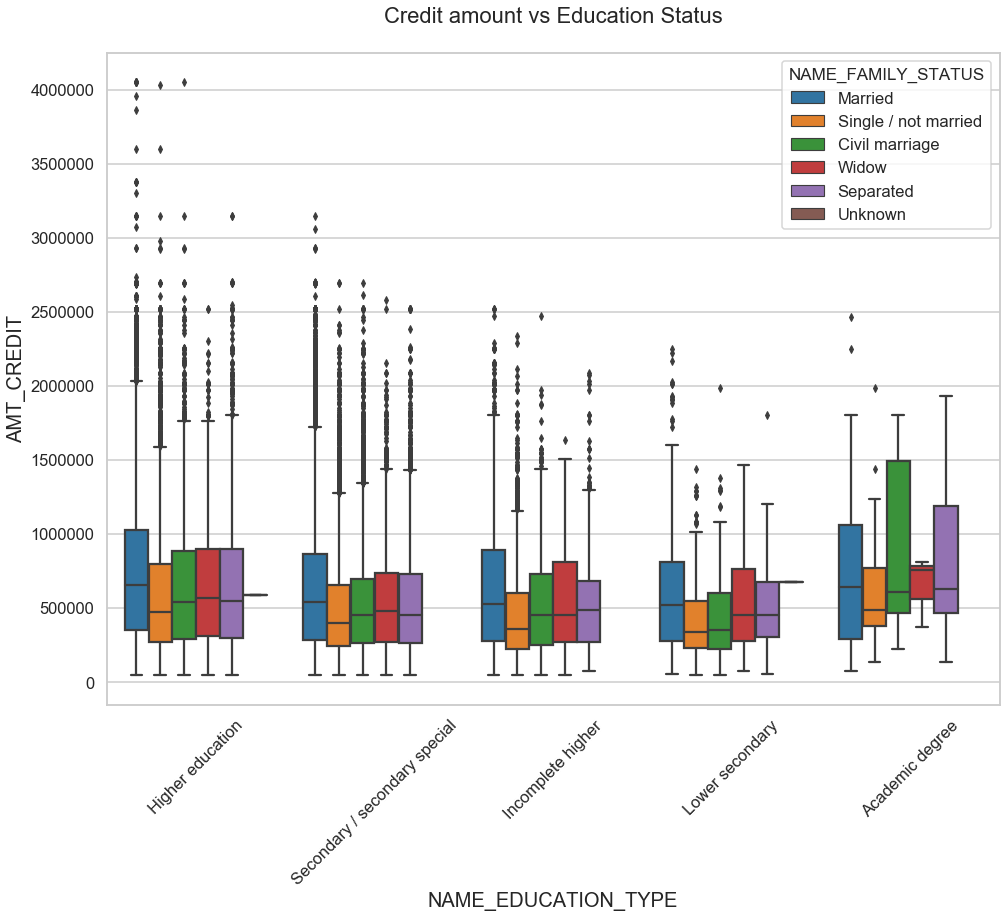 Credit amount vs Education Status
NAME_FAMILY_STATUS
Married
Single / not married
Civil marriage
Widow
Separated
Unknown
AMT_CREDIT
4000000
3500000
3000000
2500000
2000000
1500000
1000000
500000
0
Higher education
Secondary / secondary special
Incomplete higher
Lower secondary
Academic degree
NAME_EDUCATION_TYPE